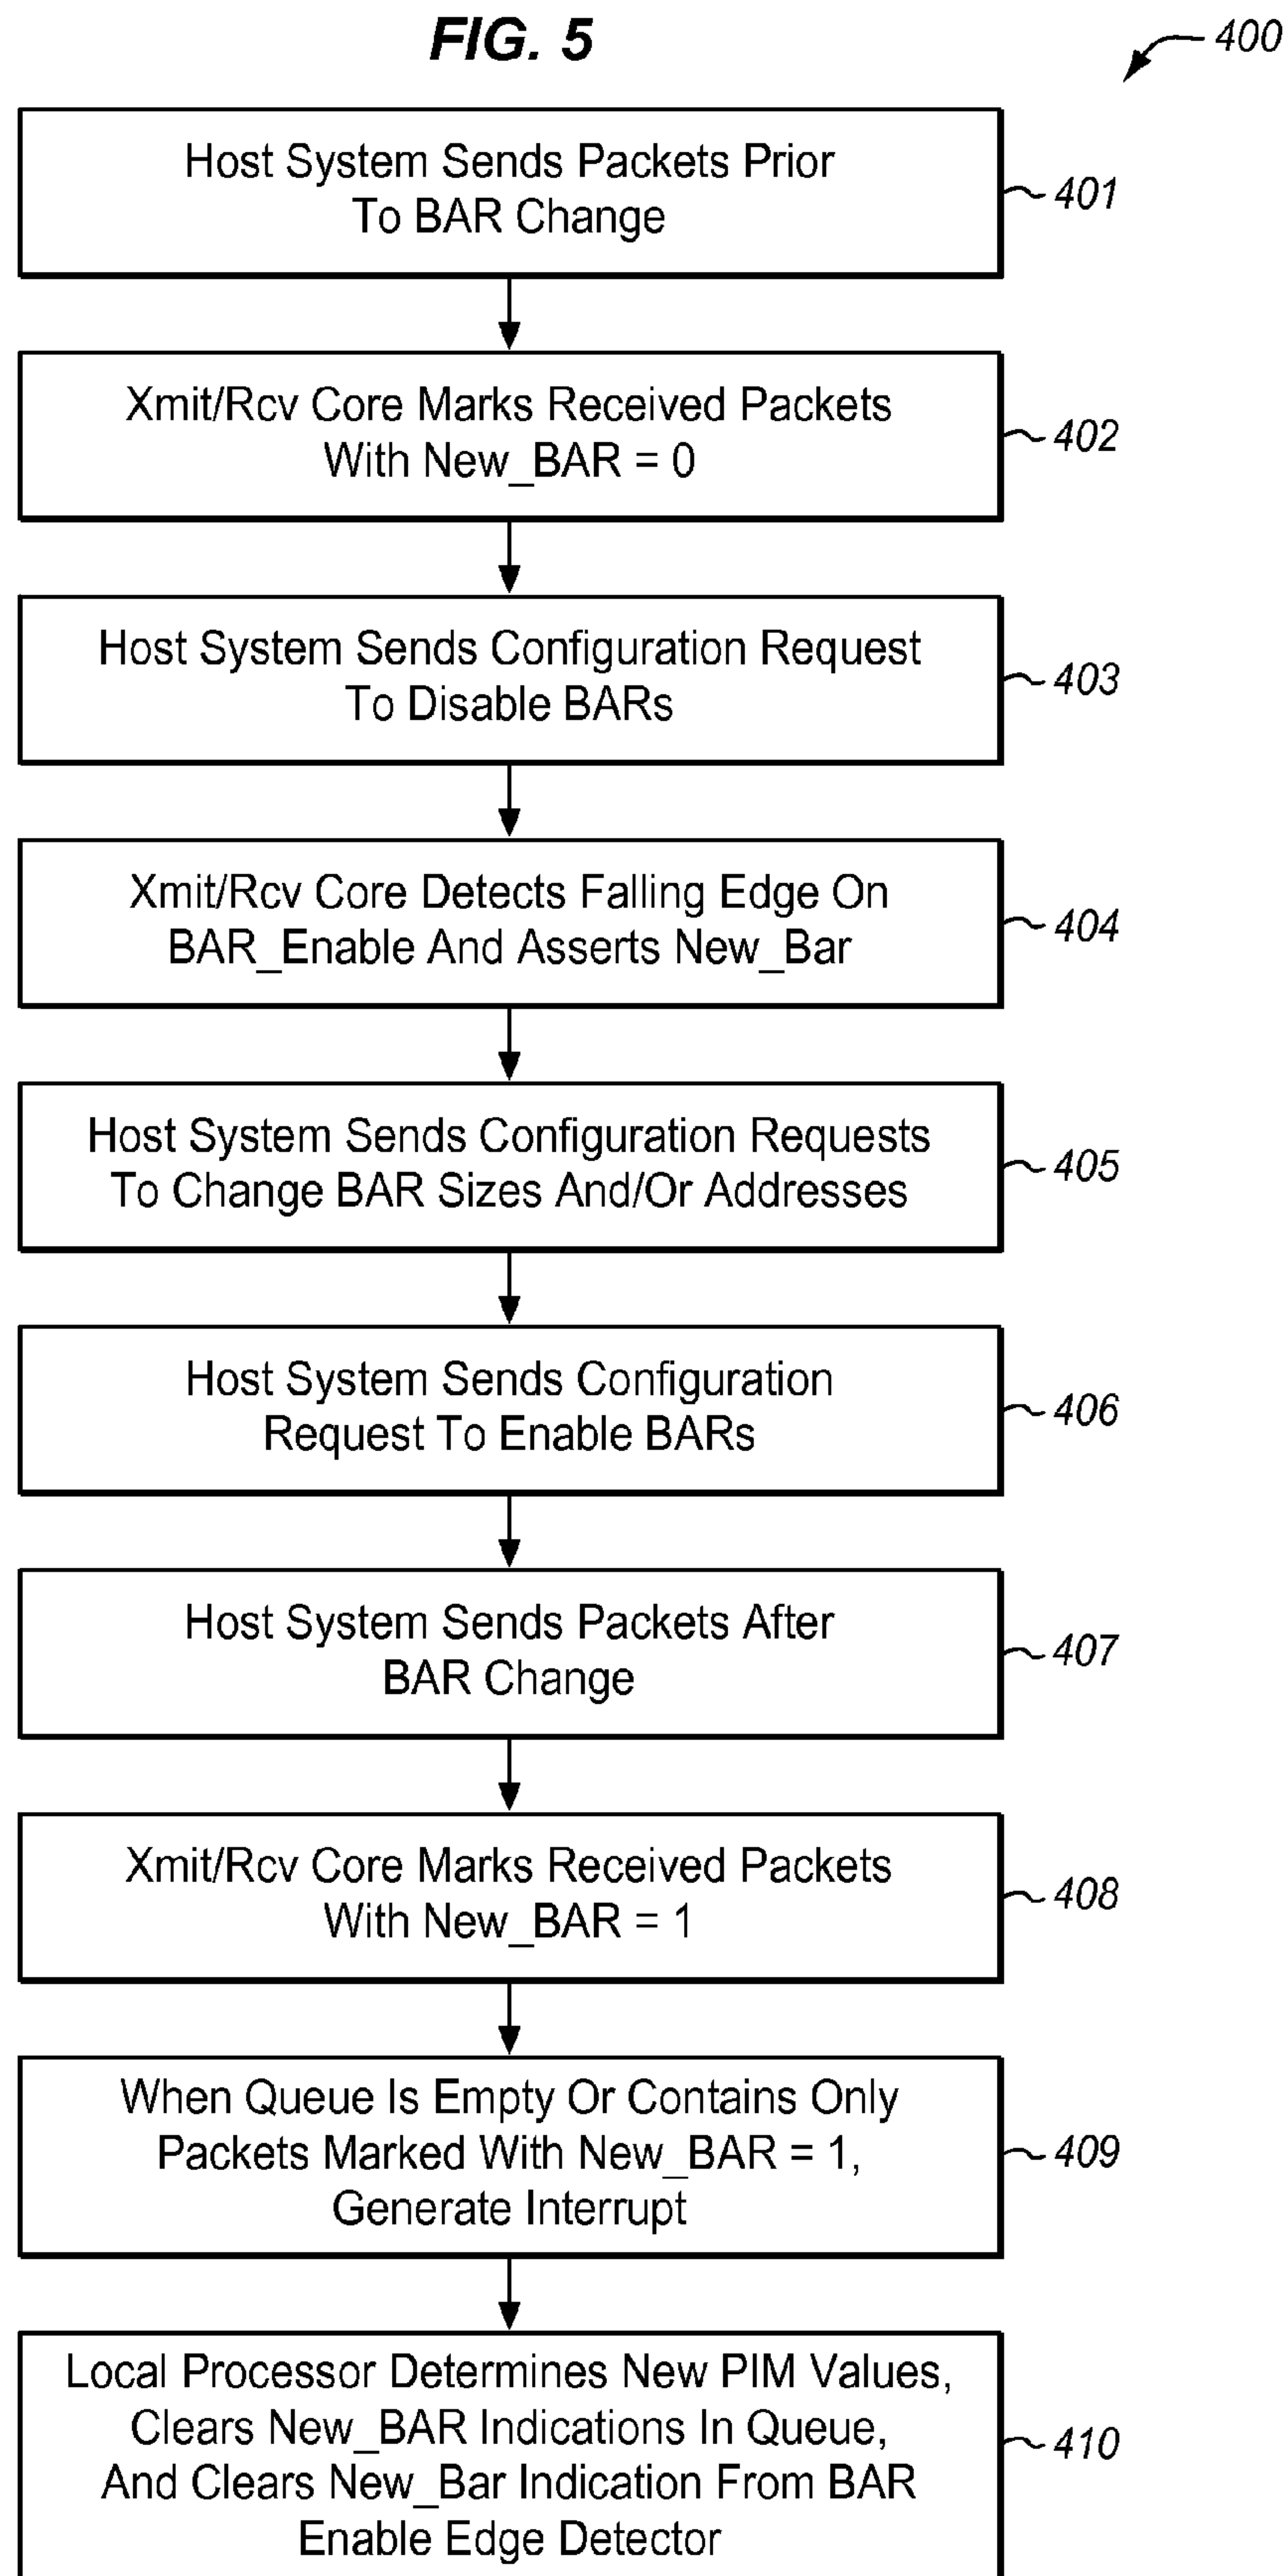 FIG. 5
400
Host System Sends Packets Prior
To BAR Change
401
Xmit/Rcv Core Marks Received Packets
With New_BAR = 0
402
Host System Sends Configuration Request
To Disable BARs
403
Xmit/Rcv Core Detects Falling Edge On
BAR_Enable And Asserts New_Bar
404
Host System Sends Configuration Requests
To Change BAR Sizes And/Or Addresses
405
Host System Sends Configuration
Request To Enable BARs
406
Host System Sends Packets After
BAR Change
407
Xmit/Rcv Core Marks Received Packets
With New_BAR = 1
408
When Queue Is Empty Or Contains Only
Packets Marked With New_BAR = 1,
Generate Interrupt
409
Local Processor Determines New PIM Values,
Clears New_BAR Indications In Queue,
And Clears New_Bar Indication From BAR
Enable Edge Detector
410